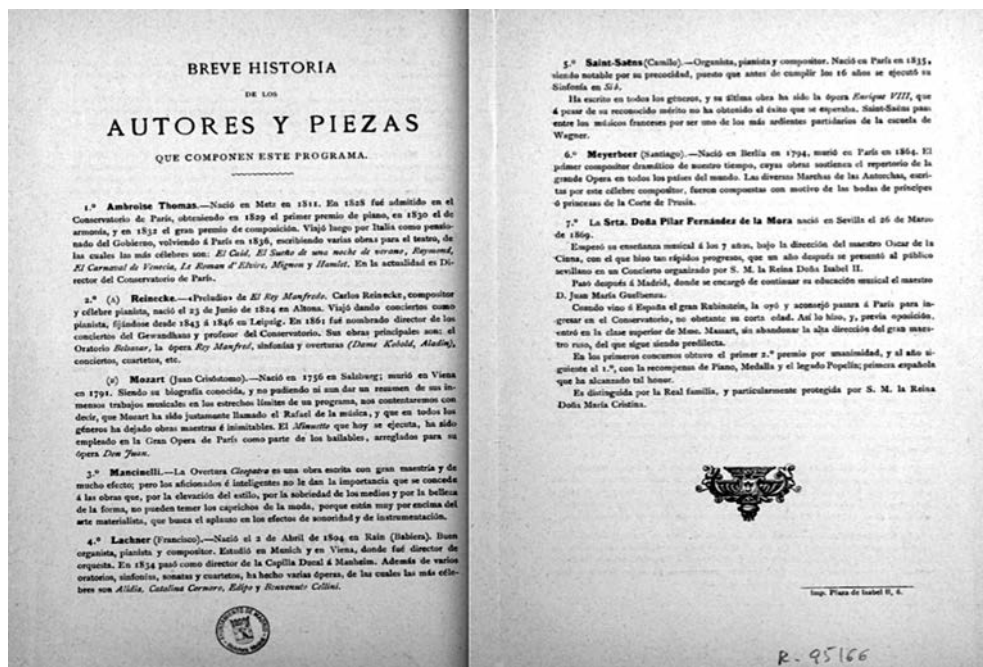 BREVE HISTORIA
DE LOS
AUTORES Y PIEZAS
QUE COMPONEN ESTE PROGRAMA.
1.º Ambroise Thomas.—Nació en Metz en 1811. En 1828 fué admitido en el
Conservatorio de París, obteniendo en 1829 el primer premio de piano, en 1830 el de
armonía, y en 1832 el gran premio de composición. Viajó luego por Italia como pensio-
nado del Gobierno, volviendo á París en 1836, escribiendo varias obras para el teatro, de
las cuales las más célebres son: El Caid, El Sueño de una noche de verano, Raymond,
El Carnaval de Venecia, Le Roman d'Elvire, Mignon y Hamlet. En la actualidad es Di-
rector del Conservatorio de París.
2.º (A) Reinecke.—«Preludio» de El Rey Manfredo. Carlos Reinecke, compositor
y célebre pianista, nació el 23 de Junio de 1824 en Altona. Viajó dando conciertos como
pianista, fijándose desde 1843 á 1846 en Leipzig. En 1861 fué nombrado director de los
conciertos del Gewandhaus y profesor del Conservatorio. Sus obras principales son: el
Oratorio Belsasar, la ópera Rey Manfred, sinfonías y overturas (Dame Kobold, Aladin),
conciertos, cuartetos, etc.
(B) Mozart (Juan Crisóstomo).—Nació en 1756 en Salzburg; murió en Viena
en 1791. Siendo su biografía conocida, y no pudiendo ni aun dar un resumen de sus in-
mensos trabajos musicales en los estrechos límites de un programa, nos contentaremos con
decir, que Mozart ha sido justamente llamado el Rafael de la música, y que en todos los
géneros ha dejado obras maestras é inimitables. El Minuetto que hoy se ejecuta, ha sido
empleado en la Gran Opera de París como parte de los bailables, arreglados para su
ópera Don Juan.
3.º Mancinelli.—La Overtura Cleopatra es una obra escrita con gran maestría y de
mucho efecto; pero los aficionados é inteligentes no le dan la importancia que se concede
á las obras que, por la elevación del estilo, por la sobriedad de los medios y por la belleza
de la forma, no pueden temer los caprichos de la moda, porque están muy por encima del
arte materialista, que busca el aplauso en los efectos de sonoridad y de instrumentación.
4.º Lachner (Francisco).—Nació el 2 de Abril de 1804 en Rain (Babiera). Buen
organista, pianista y compositor. Estudió en Munich y en Viena, donde fué director de
orquesta. En 1834 pasó como director de la Capilla Ducal á Manheim. Además de varios
oratorios, sinfonías, sonatas y cuartetos, ha hecho varias óperas, de las cuales las más céle-
bres son Alidia, Catalina Cornaro, Edipo y Benvenuto Cellini.
5.º Saint-Saëns (Camilo).—Organista, pianista y compositor. Nació en París en 1835,
siendo notable por su precocidad, puesto que antes de cumplir los 16 años se ejecutó su
Sinfonía en Si b.
Ha escrito en todos los géneros, y su última obra ha sido la ópera Enrique VIII, que
á pesar de su reconocido mérito no ha obtenido el éxito que se esperaba. Saint-Saëns pasa
entre los músicos franceses por ser uno de los más ardientes partidarios de la escuela de
Wagner.
6.º Meyerbeer (Santiago).—Nació en Berlín en 1794, murió en París en 1864. El
primer compositor dramático de nuestro tiempo, cuyas obras sostienen el repertorio de la
grande Opera en todos los países del mundo. Las diversas Marchas de las Antorchas, escri-
tas por este célebre compositor, fueron compuestas con motivo de las bodas de príncipes
ó princesas de la Corte de Prusia.
7.º La Srta. Doña Pilar Fernández de la Mora nació en Sevilla el 26 de Marzo
de 1869.
Empezó su enseñanza musical á los 7 años, bajo la dirección del maestro Oscar de la
Cinna, con el que hizo tan rápidos progresos, que un año después se presentó al público
sevillano en un Concierto organizado por S. M. la Reina Doña Isabel II.
Pasó después á Madrid, donde se encargó de continuar su educación musical el maestro
D. Juan María Guelbenzu.
Cuando vino á España el gran Rubinstein, la oyó y aconsejó pasara á París para in-
gresar en el Conservatorio, no obstante su corta edad. Así lo hizo, y, previa oposición,
entró en la clase superior de Mme. Massart, sin abandonar la alta dirección del gran maes-
tro ruso, del que sigue siendo predilecta.
En los primeros concursos obtuvo el primer 2.º premio por unanimidad, y al año si-
guiente el 1.º, con la recompensa de Piano, Medalla y el legado Popelín; primera española
que ha alcanzado tal honor.
Es distinguida por la Real familia, y particularmente protegida por S. M. la Reina
Doña María Cristina.
Imp. Plaza de Isabel II, 6.
R-95166